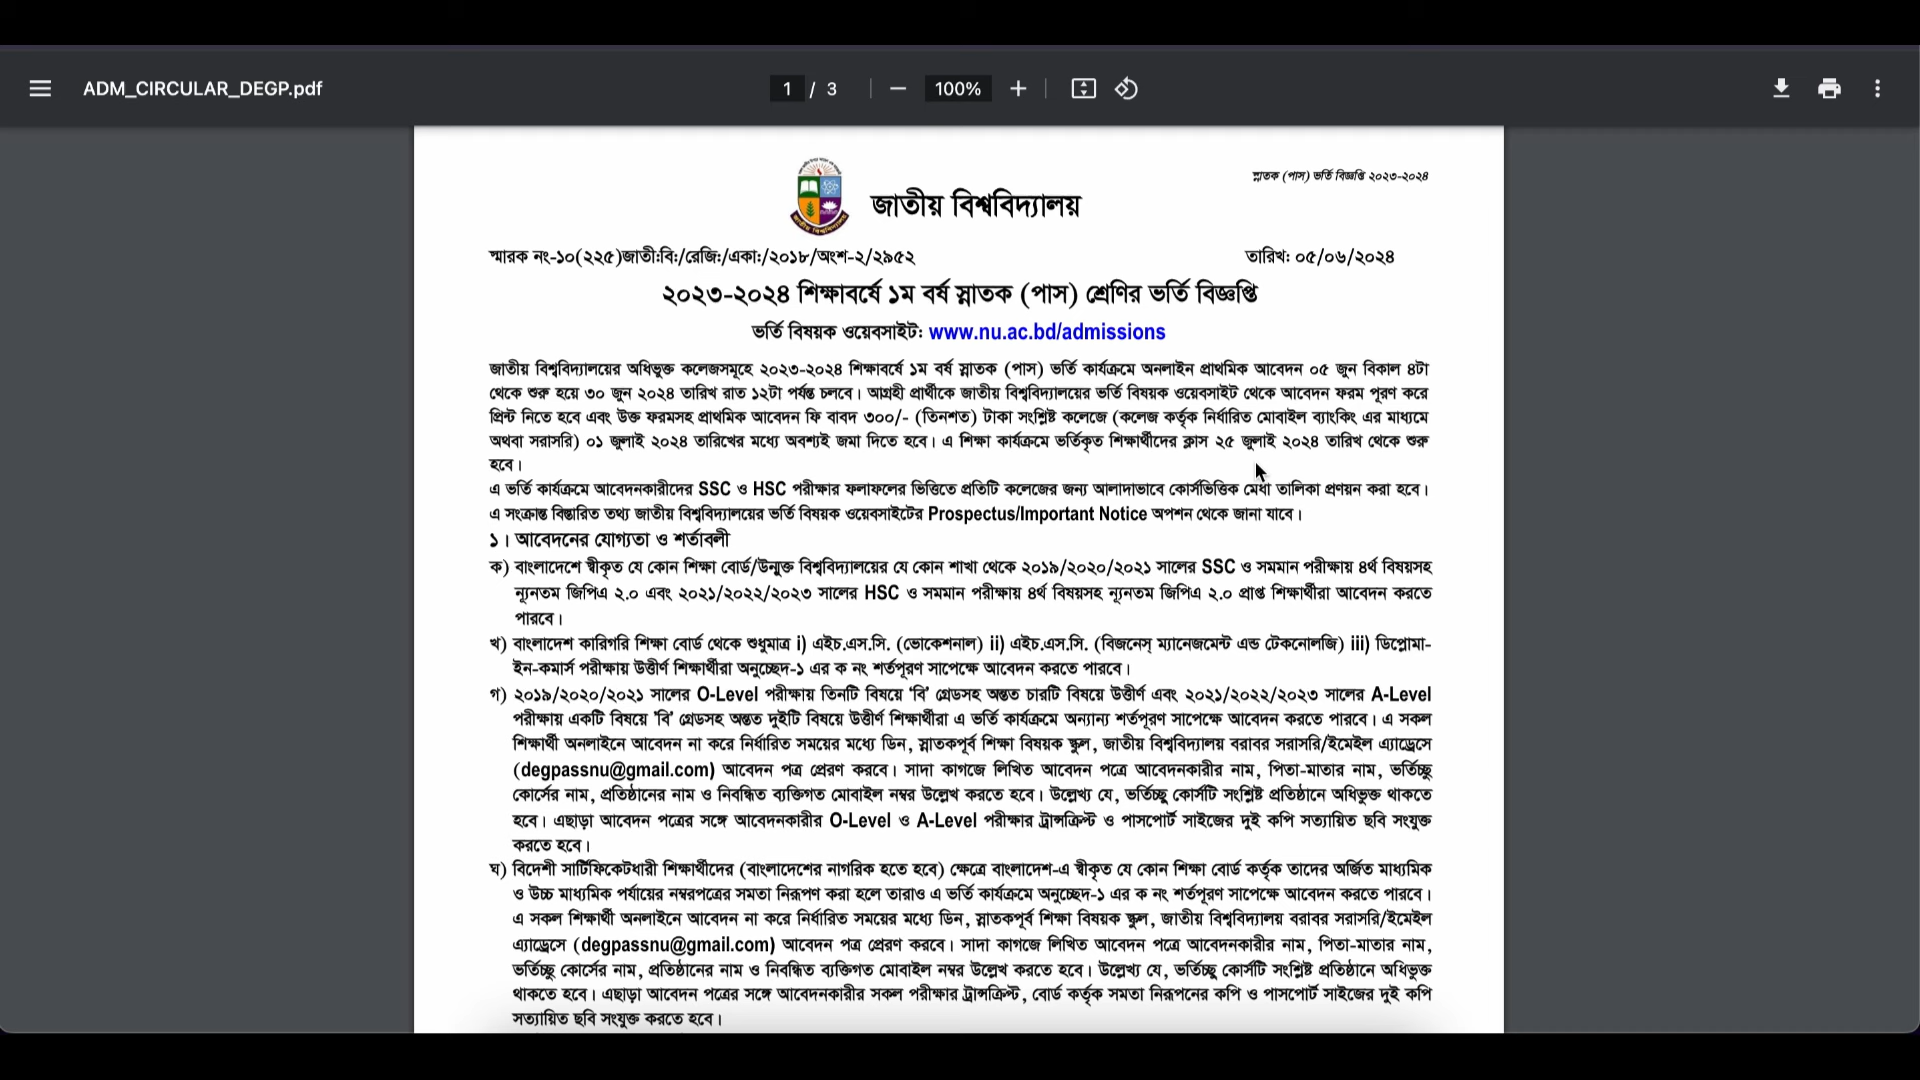 ADM_CIRCULAR_DEGP.pdf
1 / 3
100%
স্নাতক (পাস) ভর্তি বিজ্ঞপ্তি ২০২৩-২০২৪
জাতীয় বিশ্ববিদ্যালয়
স্মারক নং-১০(২২৫)জাতী:বি:/রেজি:/একা:/২০১৮/অংশ-২/২৯৫২
তারিখ: ০৫/০৬/২০২৪
২০২৩-২০২৪ শিক্ষাবর্ষে ১ম বর্ষ স্নাতক (পাস) শ্রেণির ভর্তি বিজ্ঞপ্তি
ভর্তি বিষয়ক ওয়েবসাইট: www.nu.ac.bd/admissions
জাতীয় বিশ্ববিদ্যালয়ের অধিভুক্ত কলেজসমূহে ২০২৩-২০২৪ শিক্ষাবর্ষে ১ম বর্ষ স্নাতক (পাস) ভর্তি কার্যক্রমে অনলাইন প্রাথমিক আবেদন ০৫ জুন বিকাল ৪টা
থেকে শুরু হয়ে ৩০ জুন ২০২৪ তারিখ রাত ১২টা পর্যন্ত চলবে। আগ্রহী প্রার্থীকে জাতীয় বিশ্ববিদ্যালয়ের ভর্তি বিষয়ক ওয়েবসাইট থেকে আবেদন ফরম পূরণ করে
প্রিন্ট নিতে হবে এবং উক্ত ফরমসহ প্রাথমিক আবেদন ফি বাবদ ৩০০/- (তিনশত) টাকা সংশ্লিষ্ট কলেজে (কলেজ কর্তৃক নির্ধারিত মোবাইল ব্যাংকিং এর মাধ্যমে
অথবা সরাসরি) ০১ জুলাই ২০২৪ তারিখের মধ্যে অবশ্যই জমা দিতে হবে। এ শিক্ষা কার্যক্রমে ভর্তিকৃত শিক্ষার্থীদের ক্লাস ২৫ জুলাই ২০২৪ তারিখ থেকে শুরু
হবে।
এ ভর্তি কার্যক্রমে আবেদনকারীদের SSC ও HSC পরীক্ষার ফলাফলের ভিত্তিতে প্রতিটি কলেজের জন্য আলাদাভাবে কোর্সভিত্তিক মেধা তালিকা প্রণয়ন করা হবে।
এ সংক্রান্ত বিস্তারিত তথ্য জাতীয় বিশ্ববিদ্যালয়ের ভর্তি বিষয়ক ওয়েবসাইটের Prospectus/Important Notice অপশন থেকে জানা যাবে।
১। আবেদনের যোগ্যতা ও শর্তাবলী
ক) বাংলাদেশে স্বীকৃত যে কোন শিক্ষা বোর্ড/উন্মুক্ত বিশ্ববিদ্যালয়ের যে কোন শাখা থেকে ২০১৯/২০২০/২০২১ সালের SSC ও সমমান পরীক্ষায় ৪র্থ বিষয়সহ
ন্যূনতম জিপিএ ২.০ এবং ২০২১/২০২২/২০২৩ সালের HSC ও সমমান পরীক্ষায় ৪র্থ বিষয়সহ ন্যূনতম জিপিএ ২.০ প্রাপ্ত শিক্ষার্থীরা আবেদন করতে
পারবে।
খ) বাংলাদেশ কারিগরি শিক্ষা বোর্ড থেকে শুধুমাত্র i) এইচ.এস.সি. (ভোকেশনাল) ii) এইচ.এস.সি. (বিজনেস্ ম্যানেজমেন্ট এন্ড টেকনোলজি) iii) ডিপ্লোমা-
ইন-কমার্স পরীক্ষায় উত্তীর্ণ শিক্ষার্থীরা অনুচ্ছেদ-১ এর ক নং শর্তপূরণ সাপেক্ষে আবেদন করতে পারবে।
গ) ২০১৯/২০২০/২০২১ সালের O-Level পরীক্ষায় তিনটি বিষয়ে ‘বি’ গ্রেডসহ অন্তত চারটি বিষয়ে উত্তীর্ণ এবং ২০২১/২০২২/২০২৩ সালের A-Level
পরীক্ষায় একটি বিষয়ে ‘বি’ গ্রেডসহ অন্তত দুইটি বিষয়ে উত্তীর্ণ শিক্ষার্থীরা এ ভর্তি কার্যক্রমে অন্যান্য শর্তপূরণ সাপেক্ষে আবেদন করতে পারবে। এ সকল
শিক্ষার্থী অনলাইনে আবেদন না করে নির্ধারিত সময়ের মধ্যে ডিন, স্নাতকপূর্ব শিক্ষা বিষয়ক স্কুল, জাতীয় বিশ্ববিদ্যালয় বরাবর সরাসরি/ইমেইল এ্যাড্রেসে
(degpassnu@gmail.com) আবেদন পত্র প্রেরণ করবে। সাদা কাগজে লিখিত আবেদন পত্রে আবেদনকারীর নাম, পিতা-মাতার নাম, ভর্তিচ্ছু
কোর্সের নাম, প্রতিষ্ঠানের নাম ও নিবন্ধিত ব্যক্তিগত মোবাইল নম্বর উল্লেখ করতে হবে। উল্লেখ্য যে, ভর্তিচ্ছু কোর্সটি সংশ্লিষ্ট প্রতিষ্ঠানে অধিভুক্ত থাকতে
হবে। এছাড়া আবেদন পত্রের সঙ্গে আবেদনকারীর O-Level ও A-Level পরীক্ষার ট্রান্সক্রিপ্ট ও পাসপোর্ট সাইজের দুই কপি সত্যায়িত ছবি সংযুক্ত
করতে হবে।
ঘ) বিদেশী সার্টিফিকেটধারী শিক্ষার্থীদের (বাংলাদেশের নাগরিক হতে হবে) ক্ষেত্রে বাংলাদেশ-এ স্বীকৃত যে কোন শিক্ষা বোর্ড কর্তৃক তাদের অর্জিত মাধ্যমিক
ও উচ্চ মাধ্যমিক পর্যায়ের নম্বরপত্রের সমতা নিরূপণ করা হলে তারাও এ ভর্তি কার্যক্রমে অনুচ্ছেদ-১ এর ক নং শর্তপূরণ সাপেক্ষে আবেদন করতে পারবে।
এ সকল শিক্ষার্থী অনলাইনে আবেদন না করে নির্ধারিত সময়ের মধ্যে ডিন, স্নাতকপূর্ব শিক্ষা বিষয়ক স্কুল, জাতীয় বিশ্ববিদ্যালয় বরাবর সরাসরি/ইমেইল
এ্যাড্রেসে (degpassnu@gmail.com) আবেদন পত্র প্রেরণ করবে। সাদা কাগজে লিখিত আবেদন পত্রে আবেদনকারীর নাম, পিতা-মাতার নাম,
ভর্তিচ্ছু কোর্সের নাম, প্রতিষ্ঠানের নাম ও নিবন্ধিত ব্যক্তিগত মোবাইল নম্বর উল্লেখ করতে হবে। উল্লেখ্য যে, ভর্তিচ্ছু কোর্সটি সংশ্লিষ্ট প্রতিষ্ঠানে অধিভুক্ত
থাকতে হবে। এছাড়া আবেদন পত্রের সঙ্গে আবেদনকারীর সকল পরীক্ষার ট্রান্সক্রিপ্ট, বোর্ড কর্তৃক সমতা নিরূপনের কপি ও পাসপোর্ট সাইজের দুই কপি
সত্যায়িত ছবি সংযুক্ত করতে হবে।